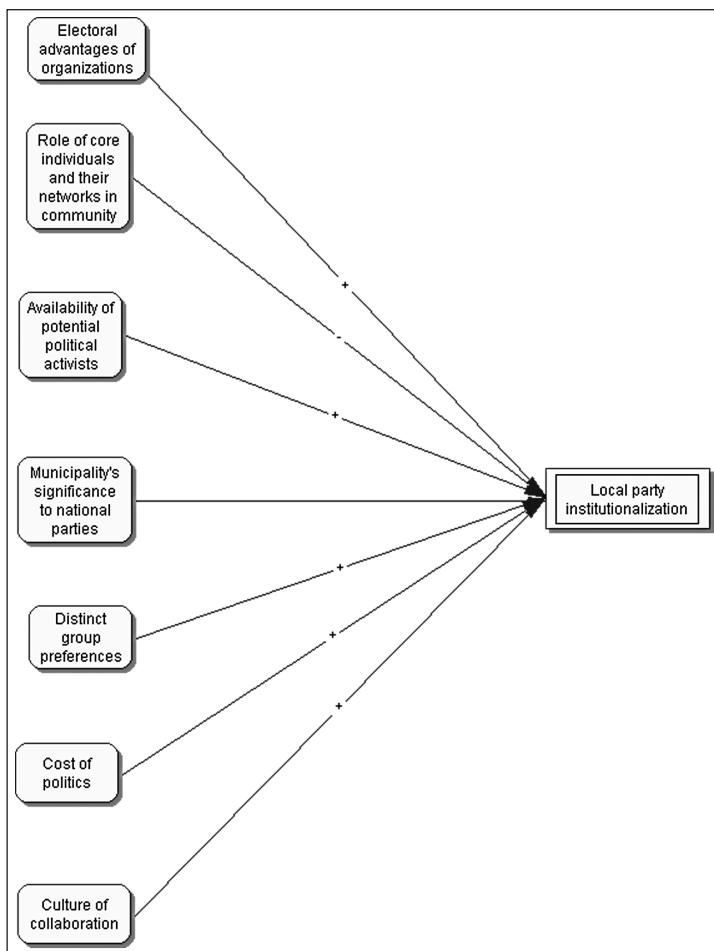 Electoral
advantages of
organizations
Role of core
individuals
and their
networks in
community
+
-
Availability of
potential
political
activists
+
Municipality's
significance
to national
parties
Local party
institutionalization
+
Distinct
group
preferences
+
+
Cost of
politics
Culture of
collaboration